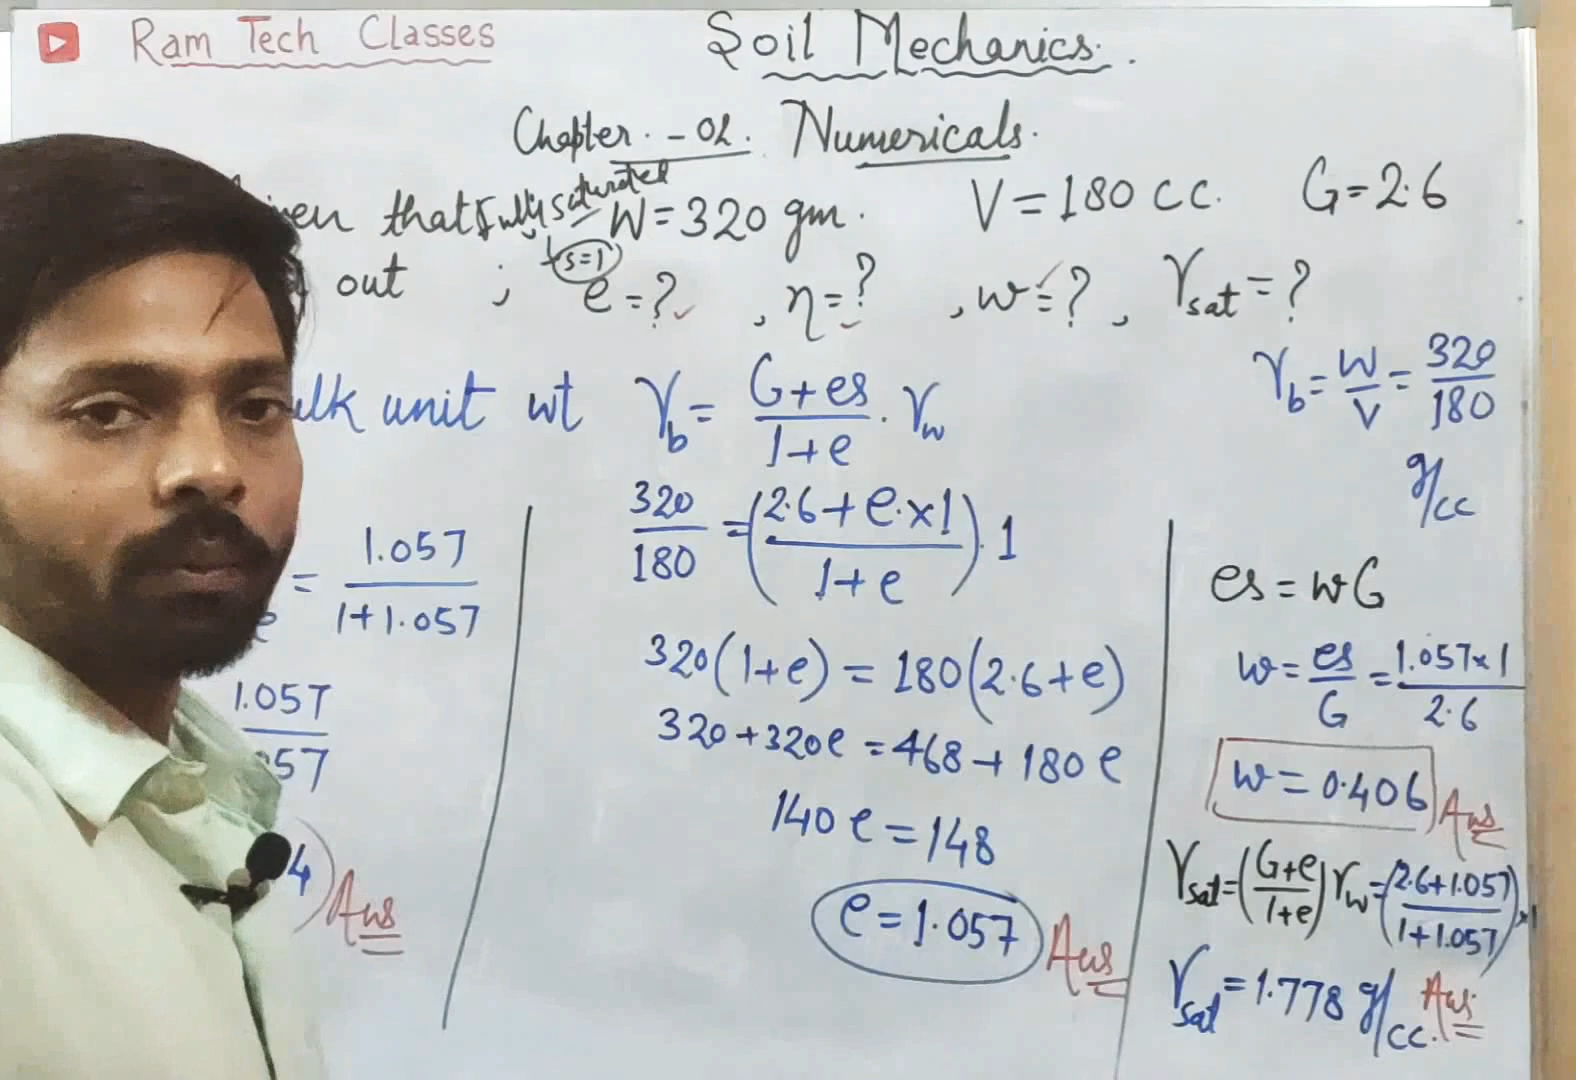 Ram Tech Classes
Soil Mechanics.
Chapter. - 02. Numericals.
that fully saturated W = 320 gm. V = 180 CC. G = 2.6
s=1
out ; e = ? , η = ? , w = ? , γsat = ?
unit wt γb = (G + es)/(1 + e) . γw
γb = W/V = 320/180 g/cc
320/180 = ((2.6 + e.×1)/(1 + e)) . 1
320(1+e) = 180(2.6+e)
320 + 320e = 468 + 180e
140e = 148
e = 1.057 Ans
= 1.057/(1 + 1.057)
1.057
57
4) Ans
es = wG
w = es/G = 1.057×1/2.6
w = 0.406 Ans
γsat = ((G+e)/(1+e)) γw = ((2.6+1.057)/(1+1.057)) ×1
γsat = 1.778 g/cc. Ans